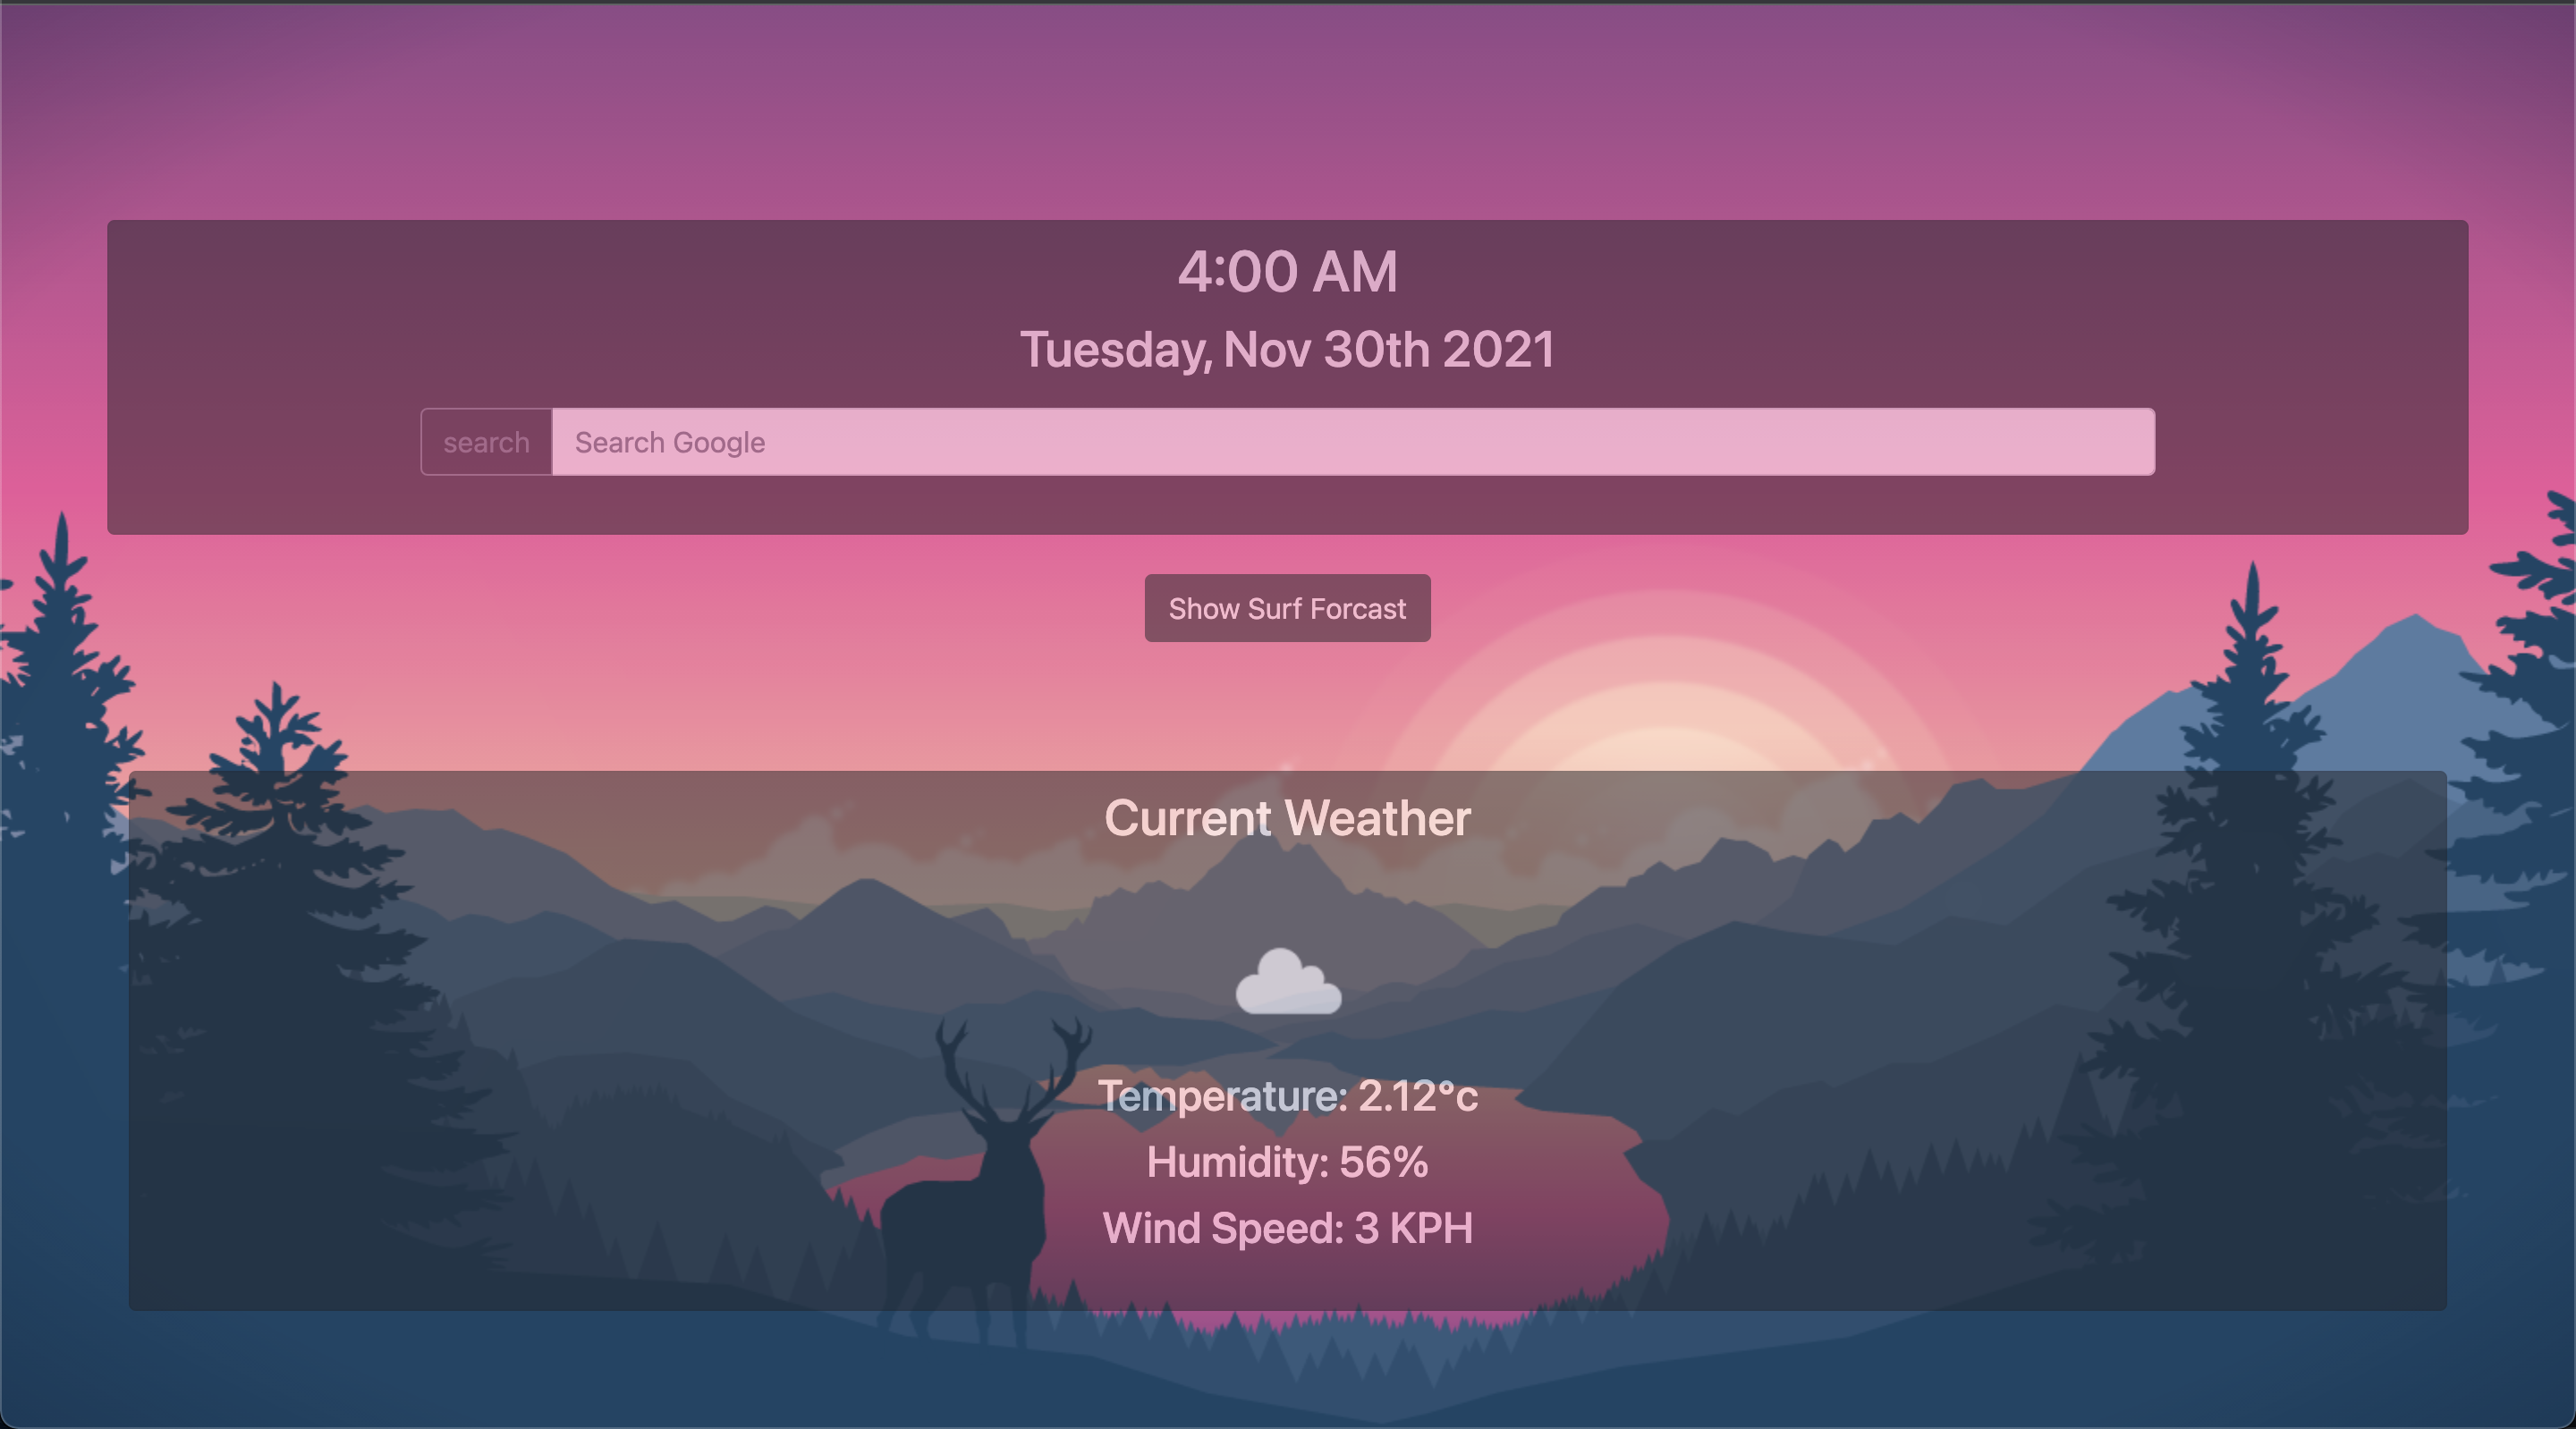 4:00 AM
Tuesday, Nov 30th 2021
search Search Google
Show Surf Forcast
Current Weather
Temperature: 2.12°c
Humidity: 56%
Wind Speed: 3 KPH